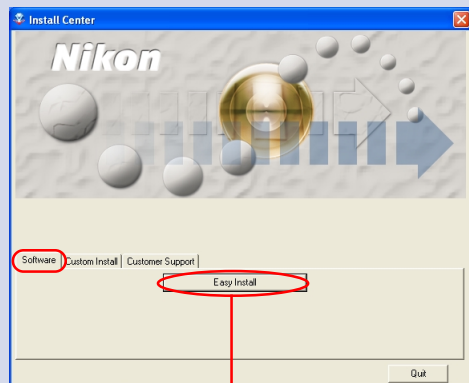 Install Center
Nikon
Software Custom Install Customer Support
Easy Install
Quit